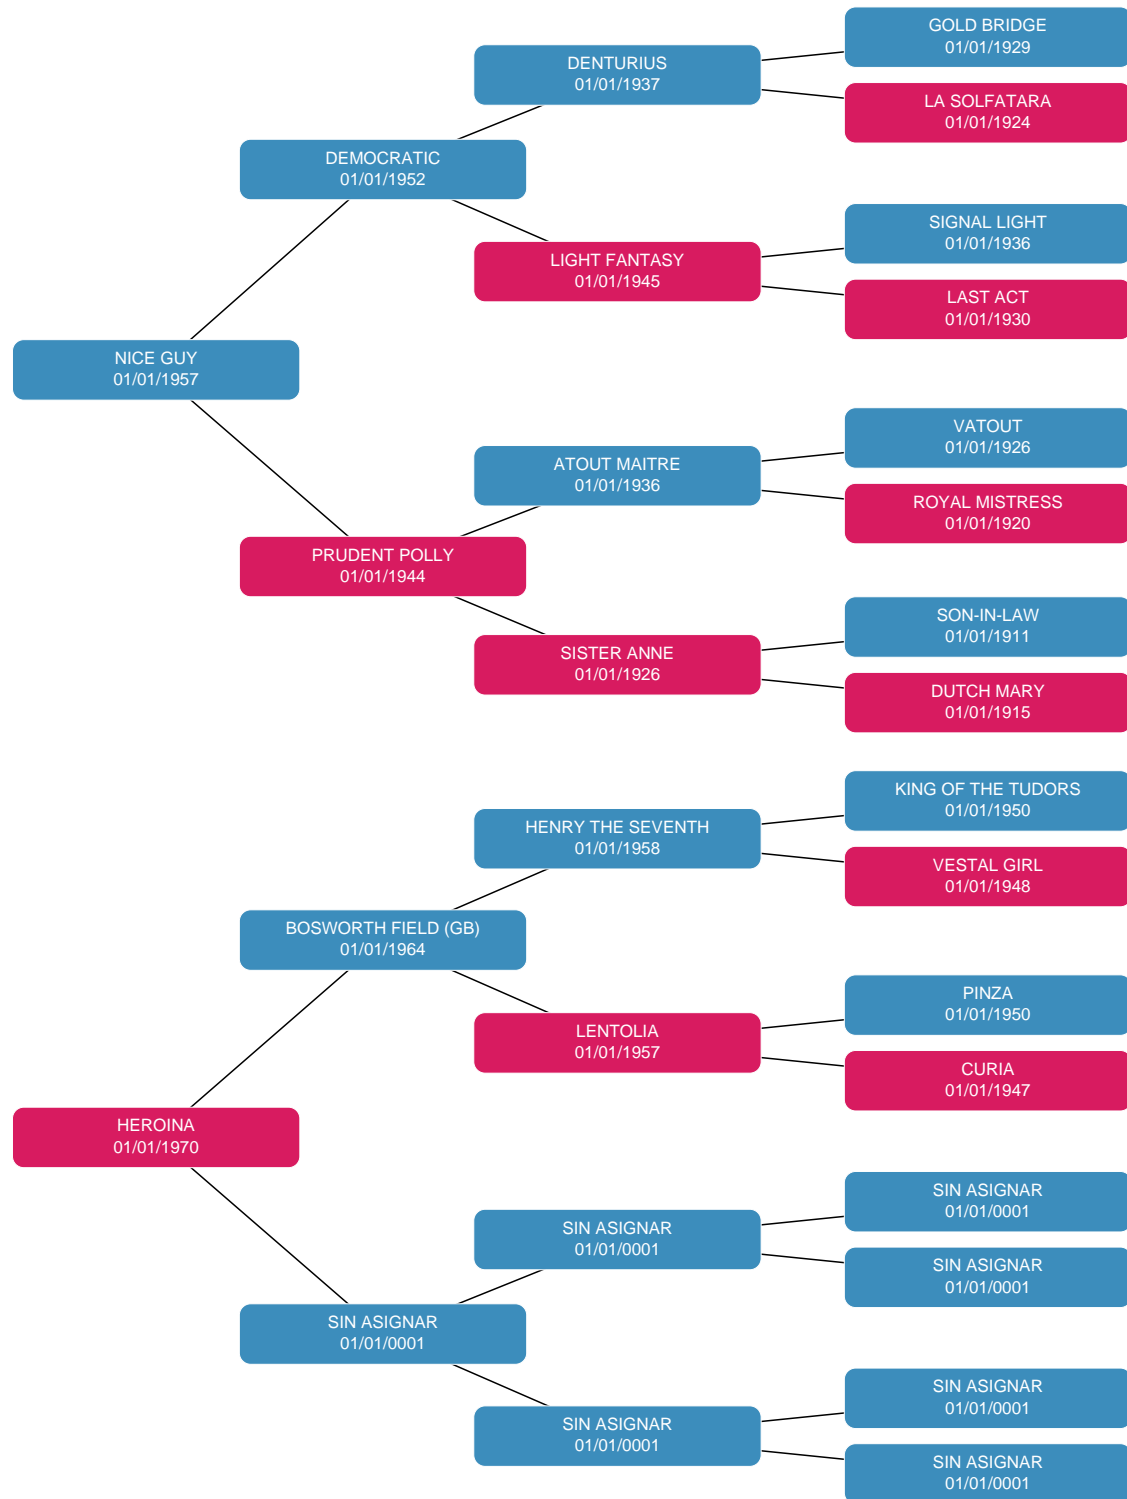 GOLD BRIDGE
01/01/1929
DENTURIUS
01/01/1937
LA SOLFATARA
01/01/1924
DEMOCRATIC
01/01/1952
SIGNAL LIGHT
01/01/1936
LIGHT FANTASY
01/01/1945
LAST ACT
01/01/1930
NICE GUY
01/01/1957
VATOUT
01/01/1926
ATOUT MAITRE
01/01/1936
ROYAL MISTRESS
01/01/1920
PRUDENT POLLY
01/01/1944
SON-IN-LAW
01/01/1911
SISTER ANNE
01/01/1926
DUTCH MARY
01/01/1915
KING OF THE TUDORS
01/01/1950
HENRY THE SEVENTH
01/01/1958
VESTAL GIRL
01/01/1948
BOSWORTH FIELD (GB)
01/01/1964
PINZA
01/01/1950
LENTOLIA
01/01/1957
CURIA
01/01/1947
HEROINA
01/01/1970
SIN ASIGNAR
01/01/0001
SIN ASIGNAR
01/01/0001
SIN ASIGNAR
01/01/0001
SIN ASIGNAR
01/01/0001
SIN ASIGNAR
01/01/0001
SIN ASIGNAR
01/01/0001
SIN ASIGNAR
01/01/0001